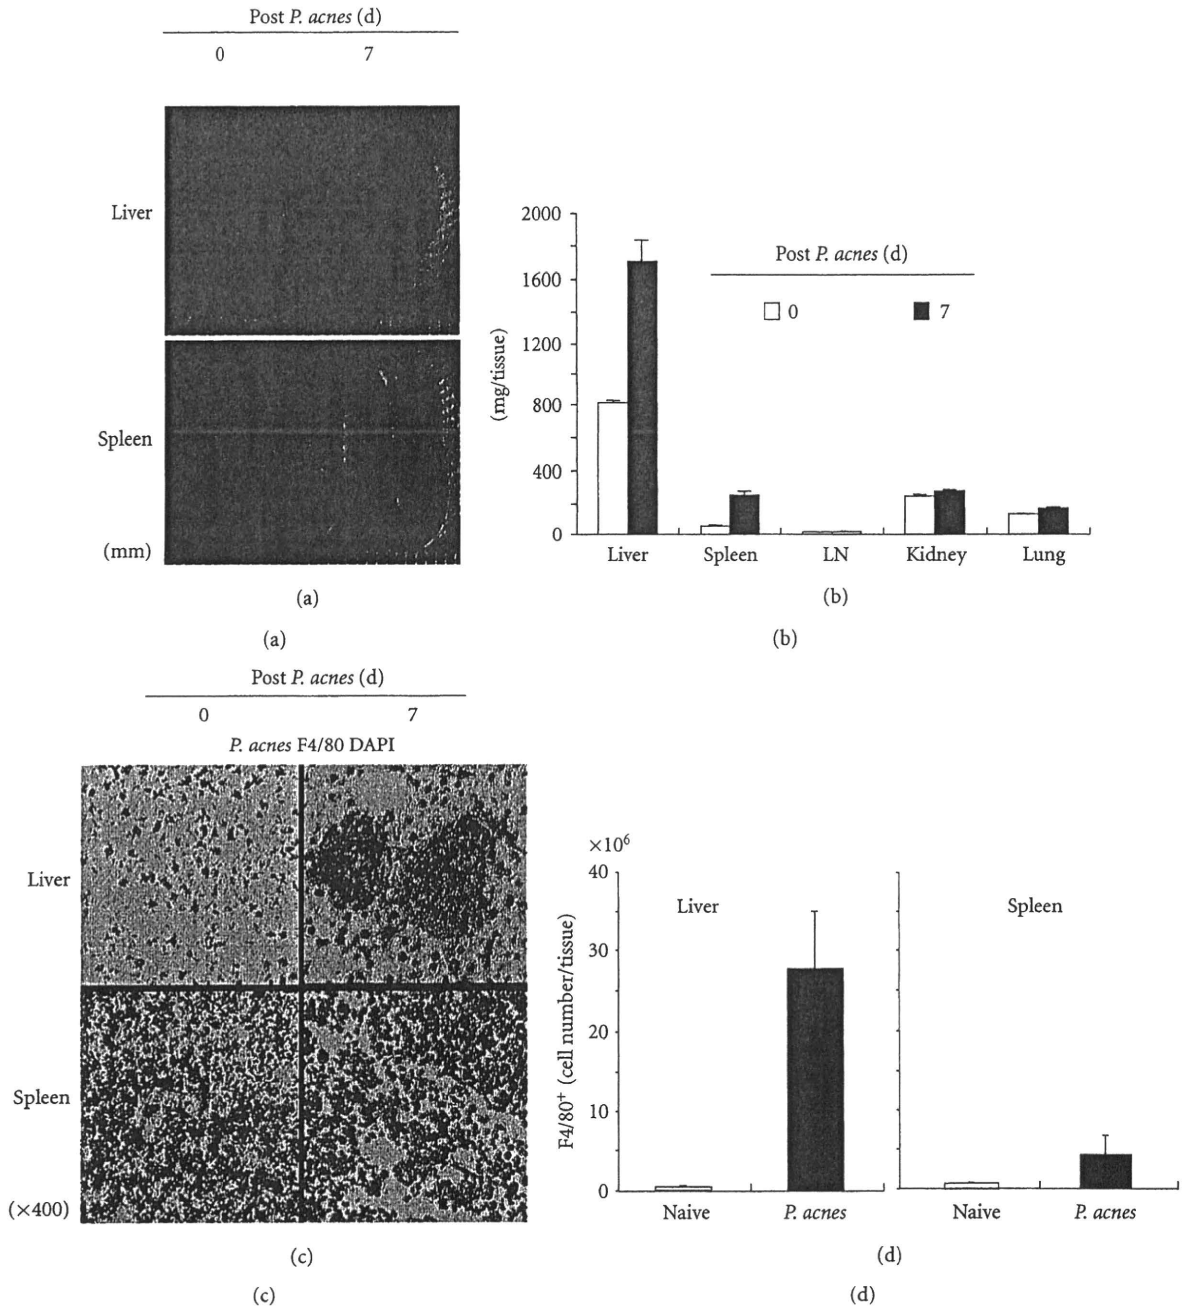 Post P. acnes (d)
0 7
Liver
Spleen
(mm)
(a)
(a)
2000
1600
1200
800
400
0
(mg/tissue)
Post P. acnes (d)
0 7
Liver Spleen LN Kidney Lung
(b)
(b)
Post P. acnes (d)
0 7
P. acnes F4/80 DAPI
Liver
Spleen
(×400)
(c)
(c)
×10⁶
40
30
20
10
0
F4/80⁺ (cell number/tissue)
Liver
Spleen
Naive P. acnes
Naive P. acnes
(d)
(d)